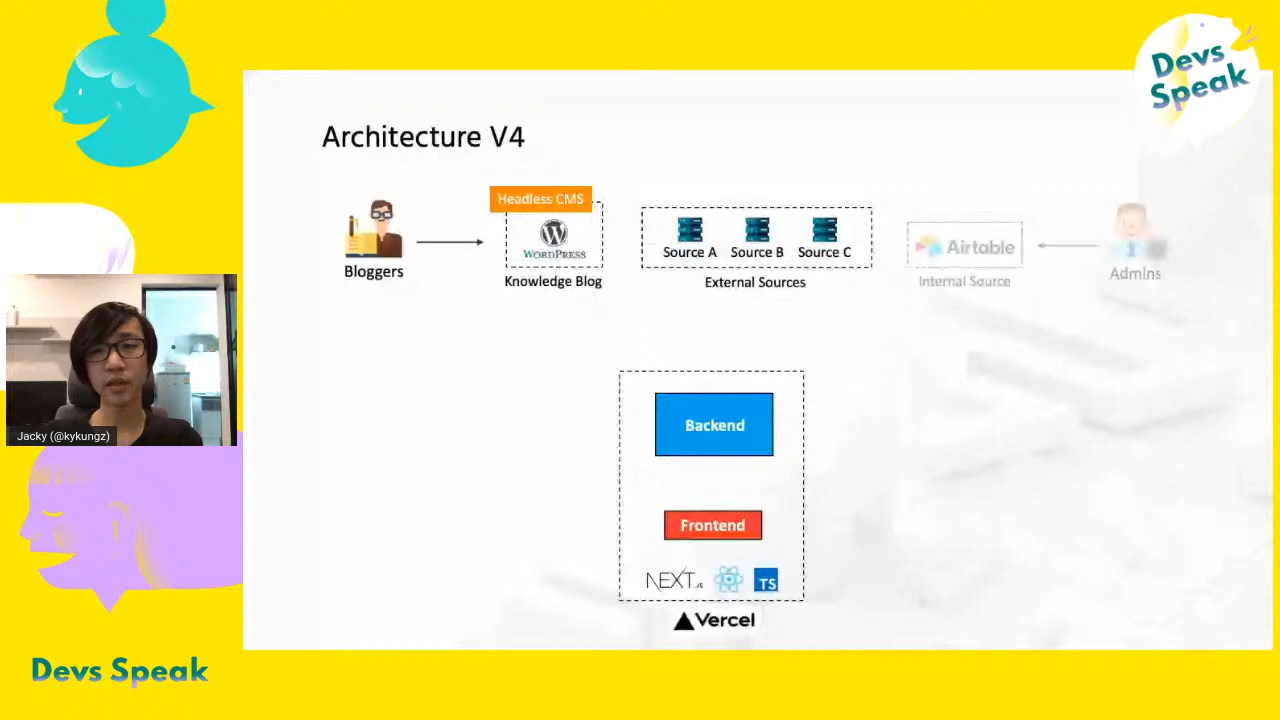 Devs
Speak
Architecture V4
Headless CMS
WORDPRESS
Source A
Source B
Source C
Airtable
Bloggers
Knowledge Blog
External Sources
Internal Source
Admins
Backend
Jacky (@kykungz)
Frontend
NEXT.JS
TS
Vercel
Devs Speak